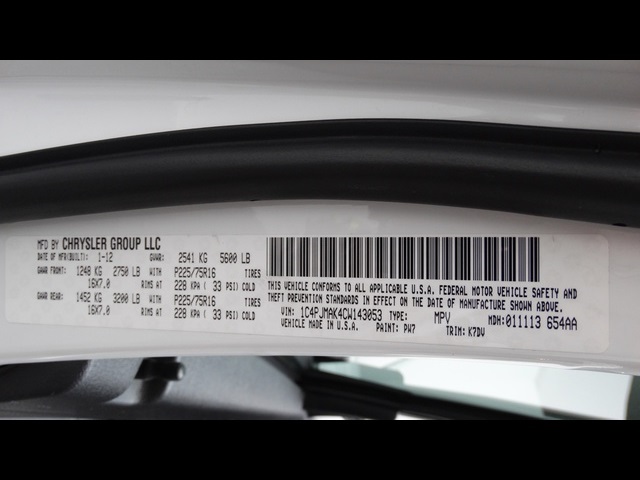 MFD BY CHRYSLER GROUP LLC
DATE OF MFR(BUILT): 1-12 GVWR: 2541 KG 5600 LB
GAWR FRONT: 1248 KG 2750 LB WITH P225/75R16 TIRES
16X7.0 RIMS AT 228 KPA ( 33 PSI) COLD
GAWR REAR: 1452 KG 3200 LB WITH P225/75R16 TIRES
16X7.0 RIMS AT 228 KPA ( 33 PSI) COLD
THIS VEHICLE CONFORMS TO ALL APPLICABLE U.S.A. FEDERAL MOTOR VEHICLE SAFETY AND
THEFT PREVENTION STANDARDS IN EFFECT ON THE DATE OF MANUFACTURE SHOWN ABOVE.
VIN: 1C4PJMAK4CW143053 TYPE: MPV MDH: 011113 654AA
VEHICLE MADE IN U.S.A. PAINT: PW7 TRIM: K7DV